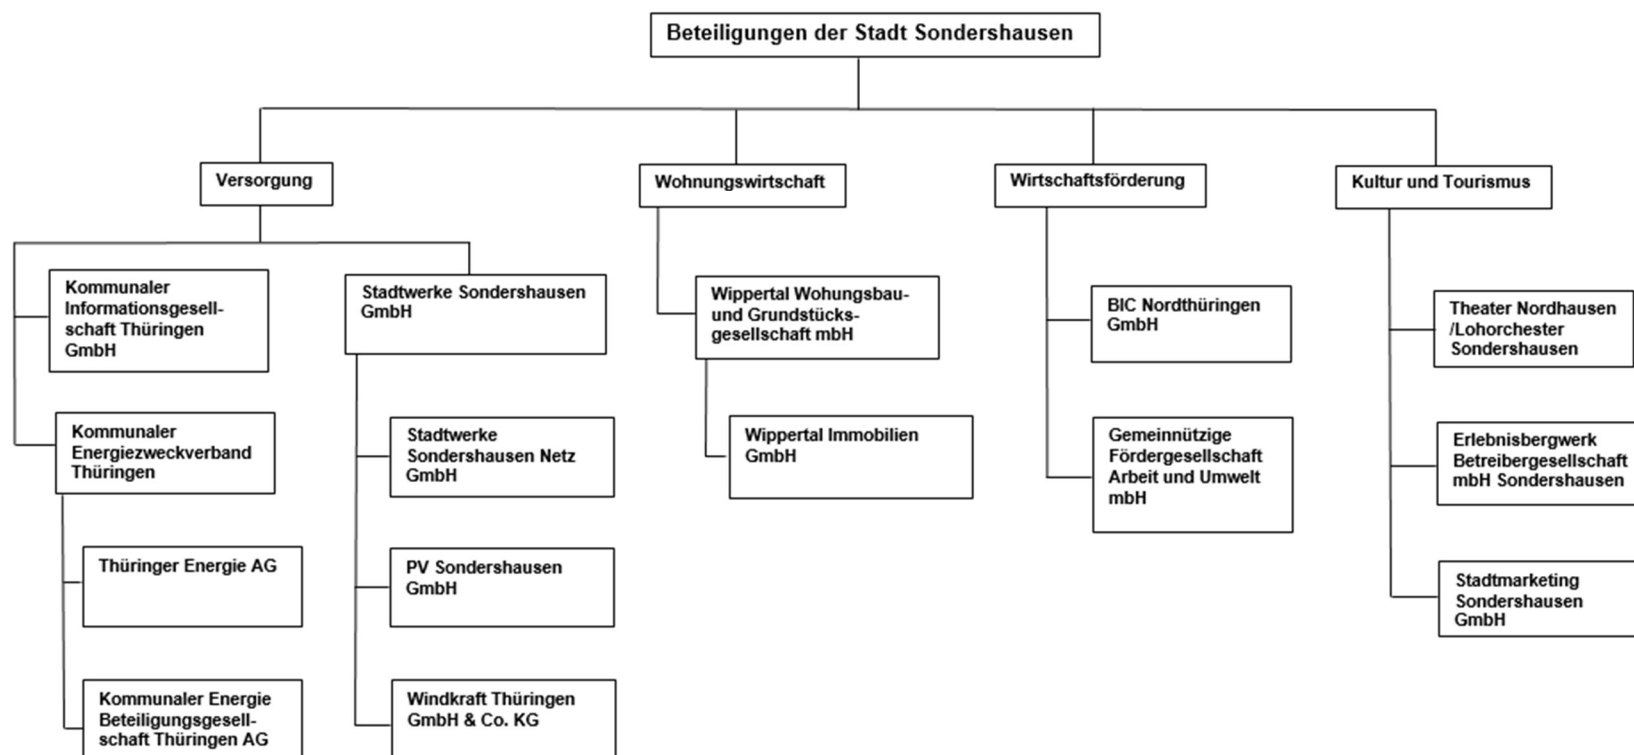 Beteiligungen der Stadt Sondershausen
Versorgung
Wohnungswirtschaft
Wirtschaftsförderung
Kultur und Tourismus
Kommunaler
Informationsgesell-
schaft Thüringen
GmbH
Stadtwerke Sondershausen
GmbH
Wippertal Wohungsbau-
und Grundstücks-
gesellschaft mbH
BIC Nordthüringen
GmbH
Theater Nordhausen
/Lohorchester
Sondershausen
Kommunaler
Energiezweckverband
Thüringen
Stadtwerke
Sondershausen Netz
GmbH
Wippertal Immobilien
GmbH
Gemeinnützige
Fördergesellschaft
Arbeit und Umwelt
mbH
Erlebnisbergwerk
Betreibergesellschaft
mbH Sondershausen
Thüringer Energie AG
PV Sondershausen
GmbH
Stadtmarketing
Sondershausen
GmbH
Kommunaler Energie
Beteiligungsgesell-
schaft Thüringen AG
Windkraft Thüringen
GmbH & Co. KG